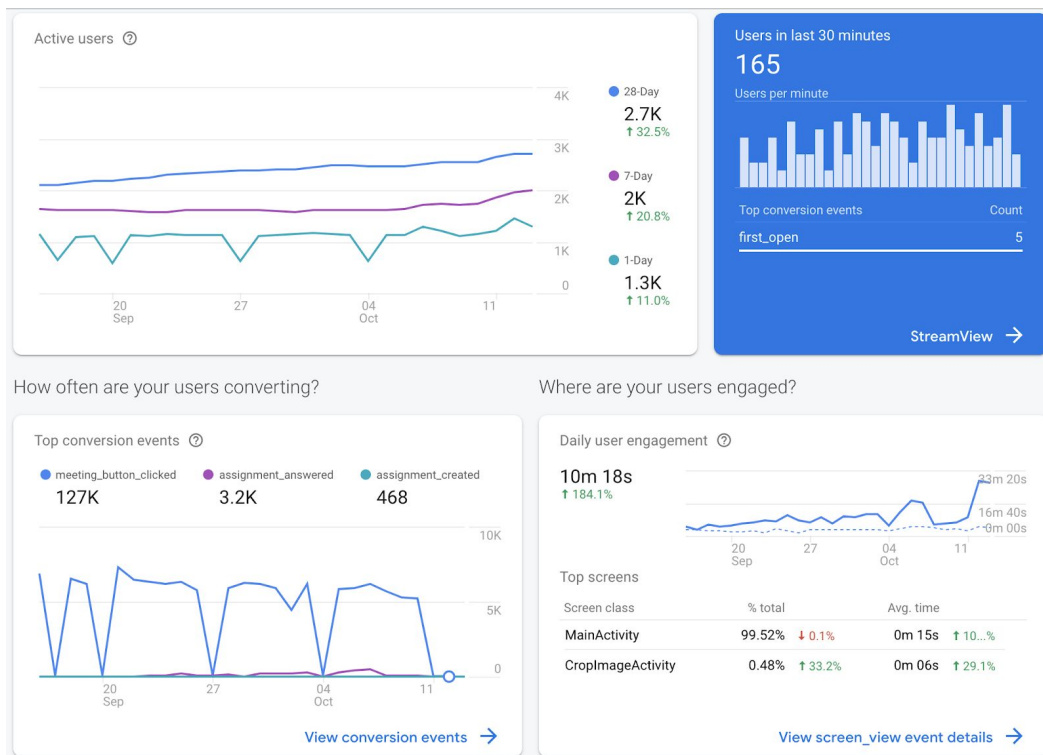 Active users
4K
3K
2K
1K
0
20
Sep
27
04
Oct
11
28-Day
2.7K
↑ 32.5%
7-Day
2K
↑ 20.8%
1-Day
1.3K
↑ 11.0%
Users in last 30 minutes
165
Users per minute
Top conversion events Count
first_open 5
StreamView
How often are your users converting?
Top conversion events
meeting_button_clicked assignment_answered assignment_created
127K 3.2K 468
10K
5K
0
20
Sep
27
04
Oct
11
View conversion events
Where are your users engaged?
Daily user engagement
10m 18s
↑ 184.1%
33m 20s
16m 40s
0m 00s
20
Sep
27
04
Oct
11
Top screens
Screen class % total Avg. time
MainActivity 99.52% ↓ 0.1% 0m 15s ↑ 10...%
CropImageActivity 0.48% ↑ 33.2% 0m 06s ↑ 29.1%
View screen_view event details